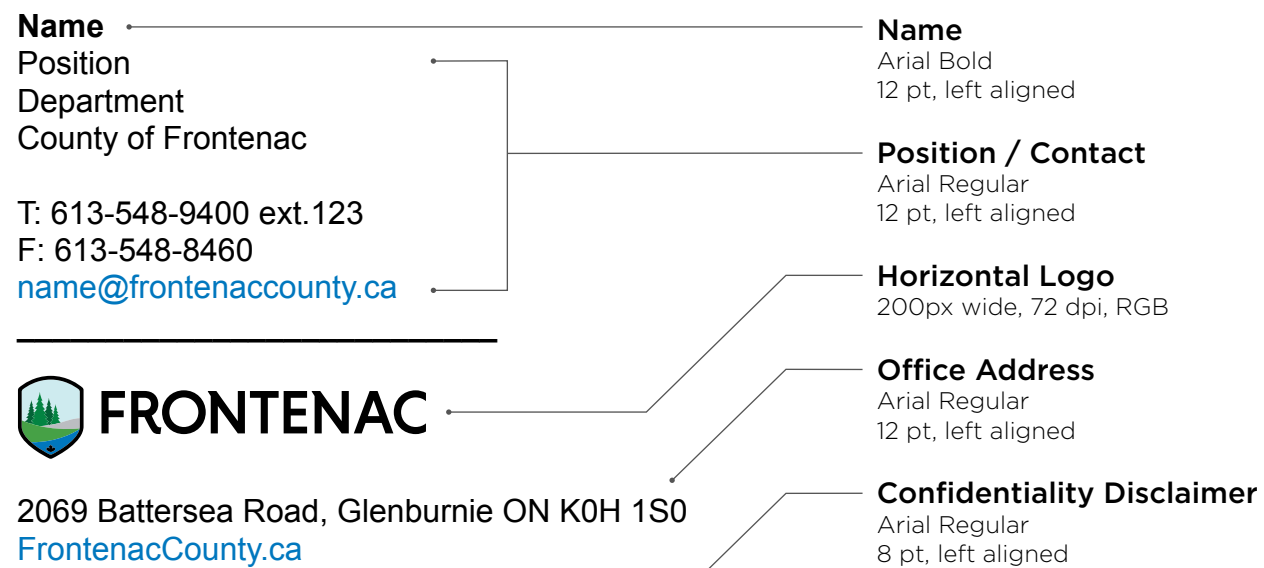 Name
Position
Department
County of Frontenac
T: 613-548-9400 ext.123
F: 613-548-8460
name@frontenaccounty.ca
FRONTENAC
2069 Battersea Road, Glenburnie ON K0H 1S0
FrontenacCounty.ca
Name
Arial Bold
12 pt, left aligned
Position / Contact
Arial Regular
12 pt, left aligned
Horizontal Logo
200px wide, 72 dpi, RGB
Office Address
Arial Regular
12 pt, left aligned
Confidentiality Disclaimer
Arial Regular
8 pt, left aligned